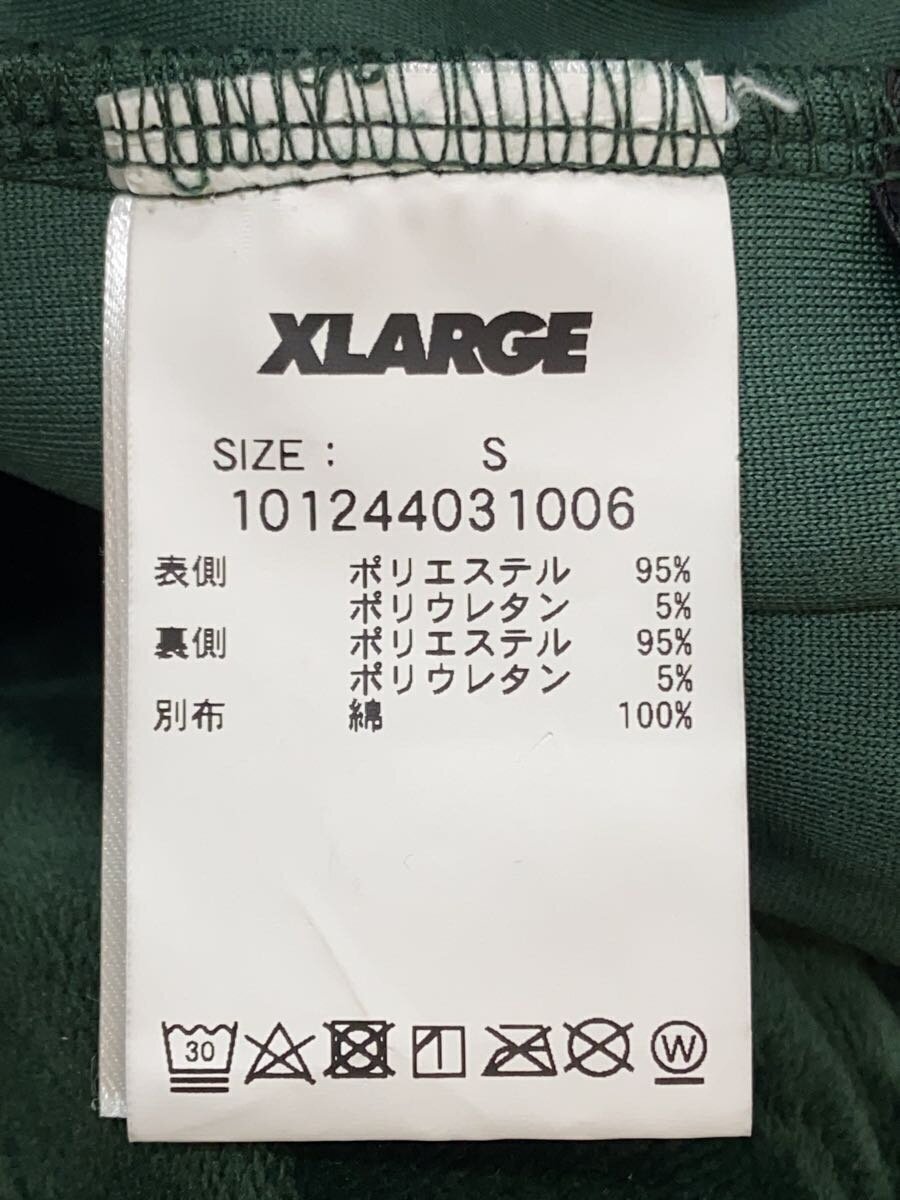 XLARGE
SIZE : S
101244031006
表側 ポリエステル 95%
ポリウレタン 5%
裏側 ポリエステル 95%
ポリウレタン 5%
別布 綿 100%
30 W